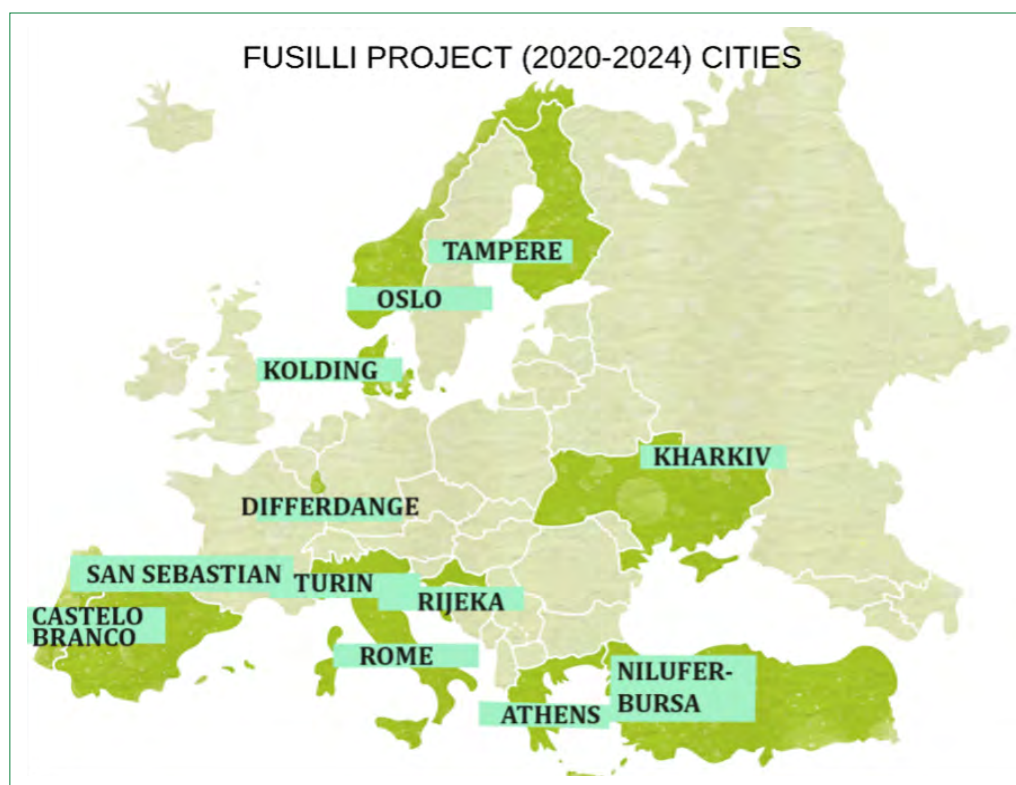 FUSILLI PROJECT (2020-2024) CITIES
TAMPERE
OSLO
KOLDING
KHARKIV
DIFFERDANGE
SAN SEBASTIAN
TURIN
RIJEKA
CASTELO
BRANCO
ROME
NILUFER-
BURSA
ATHENS